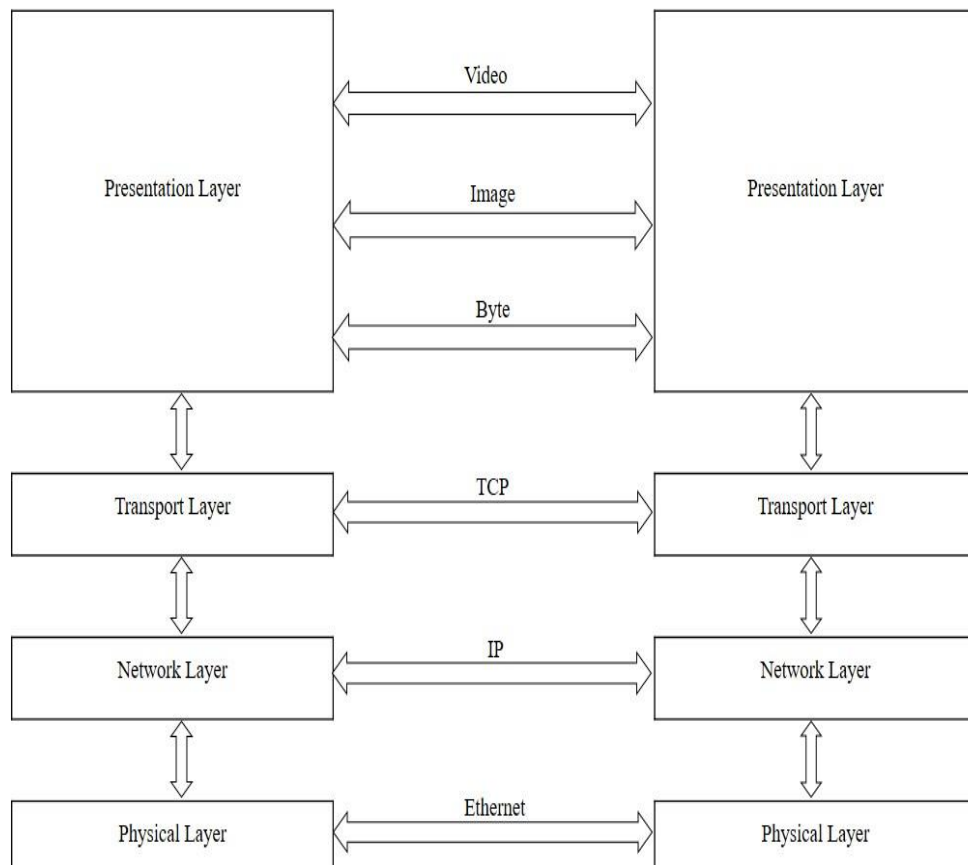 Video
Presentation Layer
Presentation Layer
Image
Byte
TCP
Transport Layer
Transport Layer
IP
Network Layer
Network Layer
Ethernet
Physical Layer
Physical Layer